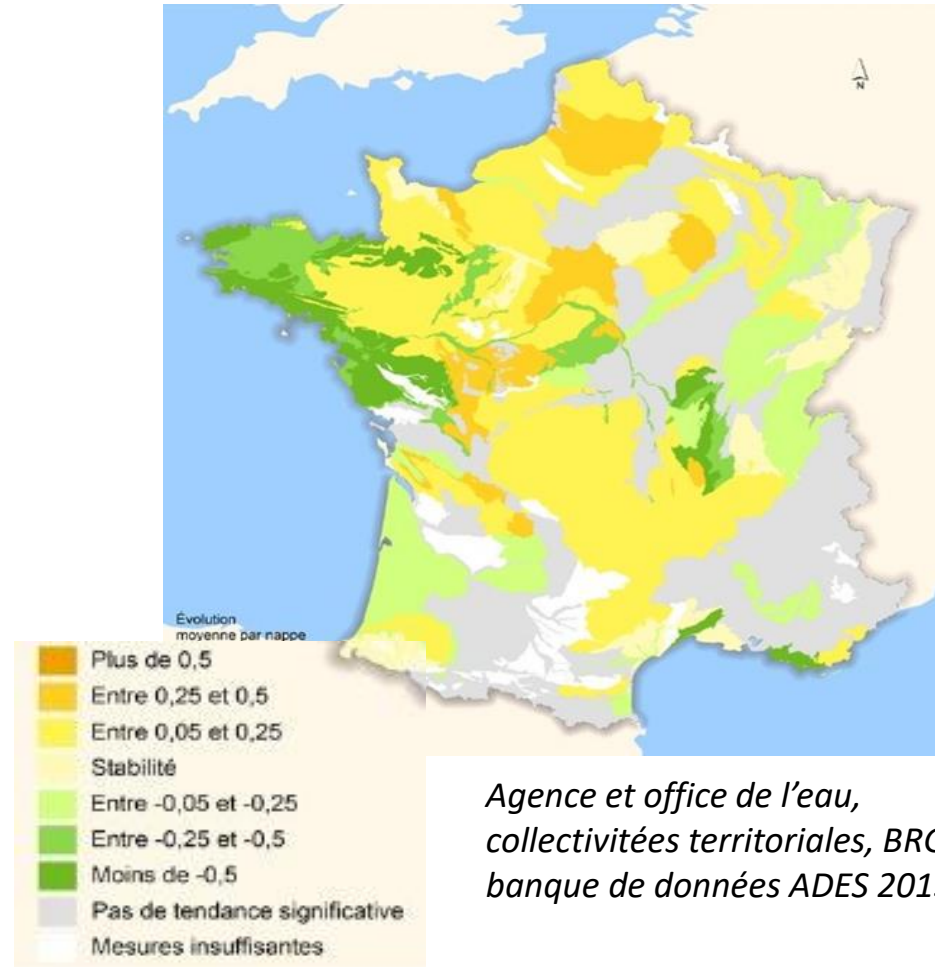 N
Évolution
moyenne par nappe
Plus de 0,5
Entre 0,25 et 0,5
Entre 0,05 et 0,25
Stabilité
Entre -0,05 et -0,25
Entre -0,25 et -0,5
Moins de -0,5
Pas de tendance significative
Mesures insuffisantes
Agence et office de l’eau,
collectivitées territoriales,
banque de données ADES